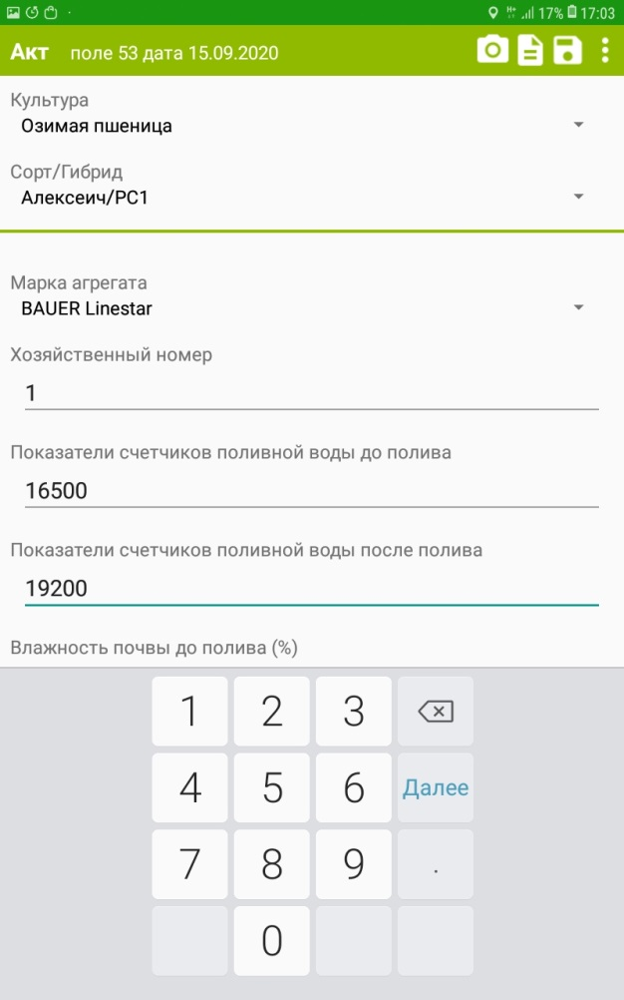 17% 17:03
Акт поле 53 дата 15.09.2020
Культура
Озимая пшеница
Сорт/Гибрид
Алексеич/РС1
Марка агрегата
BAUER Linestar
Хозяйственный номер
1
Показатели счетчиков поливной воды до полива
16500
Показатели счетчиков поливной воды после полива
19200
Влажность почвы до полива (%)
1 2 3
4 5 6 Далее
7 8 9 .
0